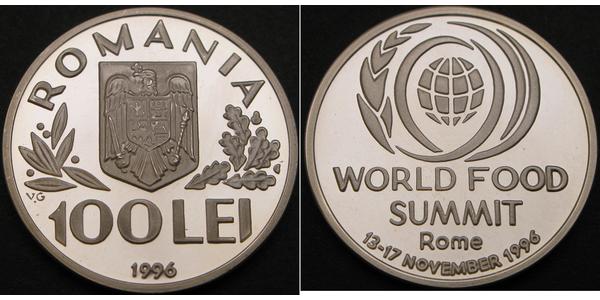 ROMANIA
V.G
100 LEI
1996
WORLD FOOD
SUMMIT
Rome
13-17 NOVEMBER 1996